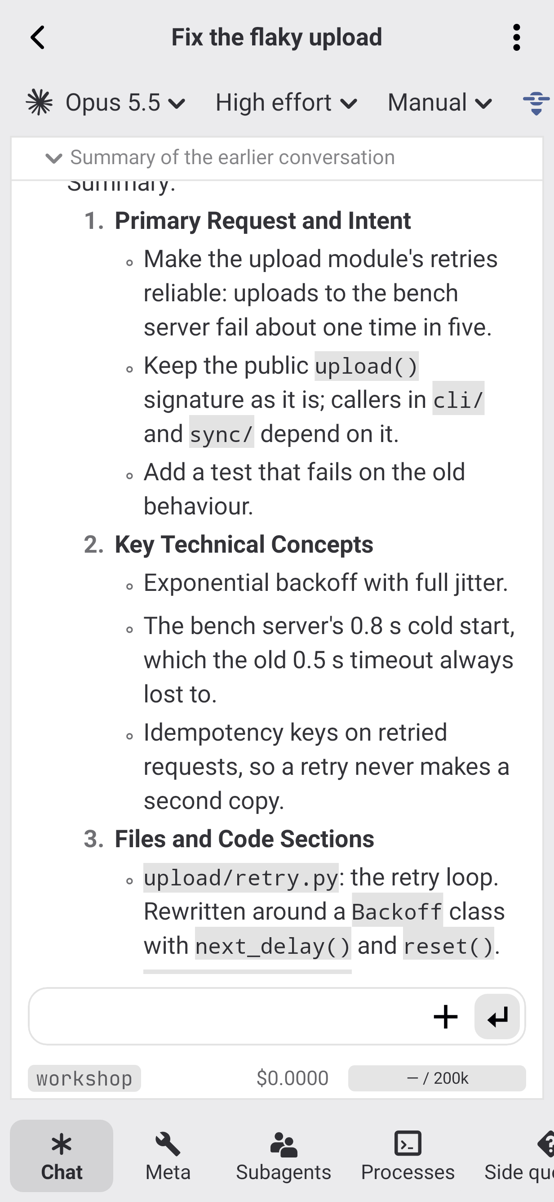 Fix the flaky upload
Opus 5.5 High effort Manual
Summary of the earlier conversation
Summary:
1. Primary Request and Intent
Make the upload module's retries
reliable: uploads to the bench
server fail about one time in five.
Keep the public upload()
signature as it is; callers in cli/
and sync/ depend on it.
Add a test that fails on the old
behaviour.
2. Key Technical Concepts
Exponential backoff with full jitter.
The bench server's 0.8 s cold start,
which the old 0.5 s timeout always
lost to.
Idempotency keys on retried
requests, so a retry never makes a
second copy.
3. Files and Code Sections
upload/retry.py: the retry loop.
Rewritten around a Backoff class
with next_delay() and reset().
workshop $0.0000 – / 200k
Chat Meta Subagents Processes Side qu